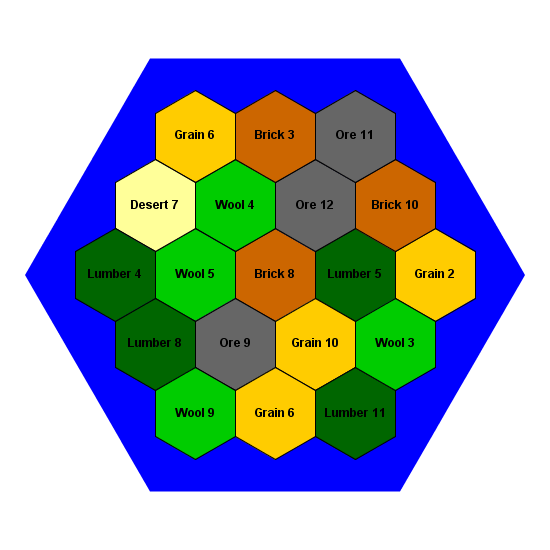 Grain 6 Brick 3 Ore 11
Desert 7 Wool 4 Ore 12 Brick 10
Lumber 4 Wool 5 Brick 8 Lumber 5 Grain 2
Lumber 8 Ore 9 Grain 10 Wool 3
Wool 9 Grain 6 Lumber 11